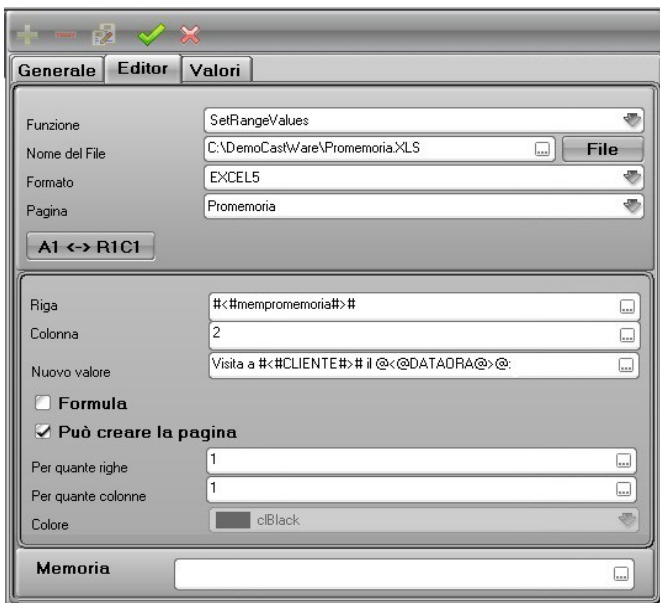 Generale Editor Valori
Funzione SetRangeValues
Nome del File C:\DemoCastWare\Promemoria.XLS ... File
Formato EXCEL5
Pagina Promemoria
A1 <-> R1C1
Riga #<#mempromemoria#># ...
Colonna 2 ...
Nuovo valore Visita a #<#CLIENTE#># il @<@DATAORA@>@: ...
Formula
Può creare la pagina
Per quante righe 1 ...
Per quante colonne 1 ...
Colore clBlack
Memoria ...